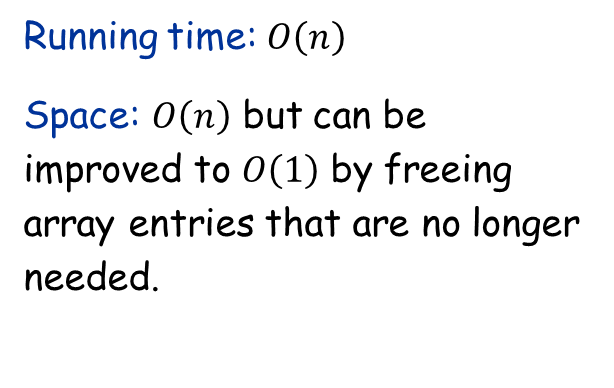 Running time: O(n)
Space: O(n) but can be
improved to O(1) by freeing
array entries that are no longer
needed.